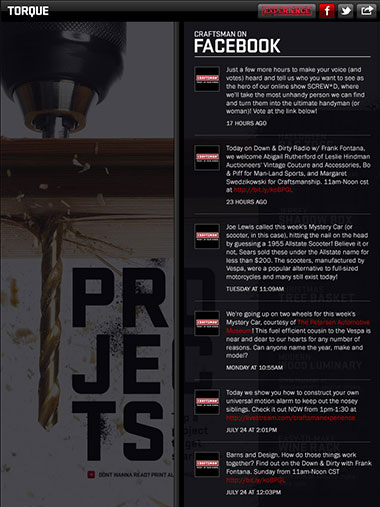 TORQUE
EXPERIENCE
CRAFTSMAN ON
FACEBOOK
Just a few more hours to make your voice (and
votes) heard and tell us who you want to see as
the hero of our online show SCREW*D, where
we'll take the most unhandy person we can find
and turn them into the ultimate handyman (or
woman)! Vote at the link below!
17 HOURS AGO
Today on Down & Dirty Radio w/ Frank Fontana,
we welcome Abigail Rutherford of Leslie Hindman
Auctioneers' Vintage Couture and Accessories, Bo
& Piff for Man-Land Sports, and Margaret
Swedzikowski for Craftsmanship. 11am-Noon cst
at http://bit.ly/koBPGL
23 HOURS AGO
Joe Lewis called this week's Mystery Car (or
scooter, in this case), hitting the nail on the head
by guessing a 1955 Allstate Scooter! Believe it or
not, Sears sold these under the Allstate name for
less than $200. The scooters, manufactured by
Vespa, were a popular alternative to full-sized
motorcycles and many still exist today!
TUESDAY AT 11:09AM
We're going up on two wheels for this week's
Mystery Car, courtesy of The Petersen Automotive
Museum! This fuel efficient cousin to the Vespa is
near and dear to our hearts for any number of
reasons. Can anyone name the year, make and
model?
MONDAY AT 10:55AM
Today we show you how to construct your own
universal motion alarm to keep out the nosey
siblings. Check it out NOW from 1pm-1:30 at
http://livestream.com/craftsmanexperience
JULY 24 AT 2:01PM
Barns and Design. How do those things work
together? Find out on the Down & Dirty with Frank
Fontana. Sunday from 11am-Noon CST
http://bit.ly/koBPGL
JULY 24 AT 12:03PM
PRO
JEC
TS
DON'T WANNA READ? PRINT
CRAFTSMAN
CRAFTSMAN
CRAFTSMAN
CRAFTSMAN
CRAFTSMAN
CRAFTSMAN